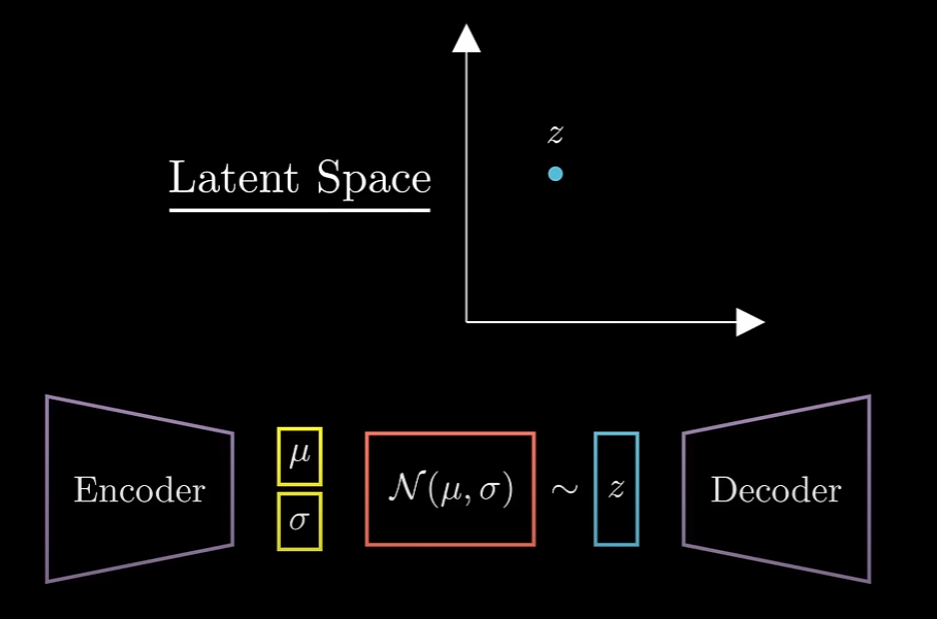 z
Latent Space
Encoder
μ
σ
𝒩(μ, σ) ~ z
Decoder